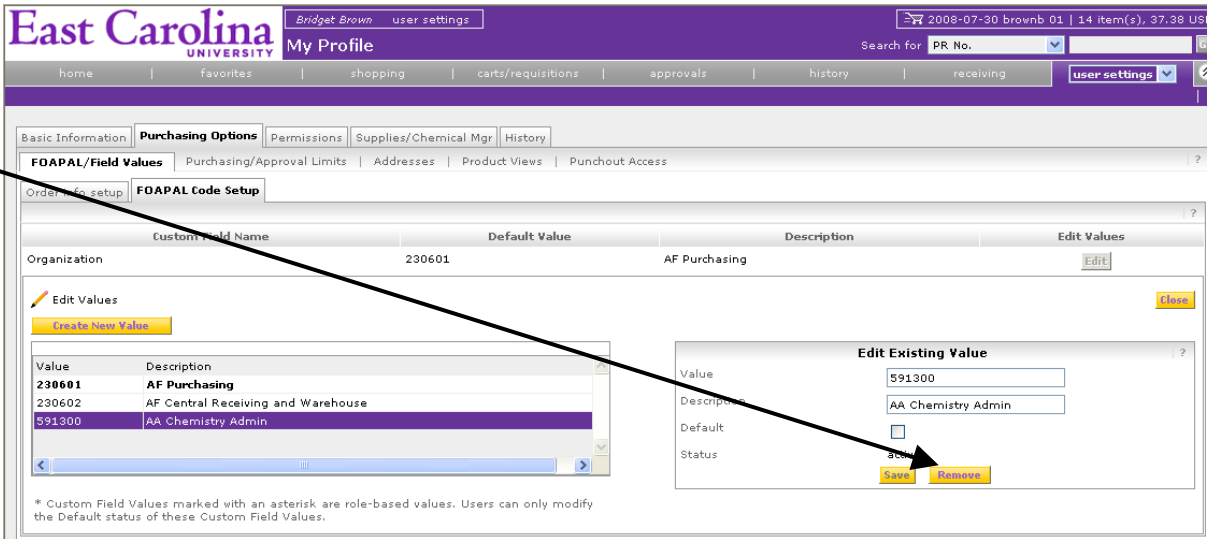 East Carolina
UNIVERSITY
Bridget Brown user settings
2008-07-30 brownb 01 | 14 item(s), 37.38 US
My Profile
Search for PR No.
home | favorites | shopping | carts/requisitions | approvals | history | receiving
user settings
Basic Information Purchasing Options Permissions Supplies/Chemical Mgr History
FOAPAL/Field Values Purchasing/Approval Limits | Addresses | Product Views | Punchout Access ?
Order Info setup FOAPAL Code Setup
?
Custom Field Name Default Value Description Edit Values
Organization 230601 AF Purchasing Edit
Edit Values
Close
Create New Value
Value Description
230601 AF Purchasing
230602 AF Central Receiving and Warehouse
591300 AA Chemistry Admin
Edit Existing Value ?
Value 591300
Description AA Chemistry Admin
Default
Status
Save Remove
* Custom Field Values marked with an asterisk are role-based values. Users can only modify
the Default status of these Custom Field Values.